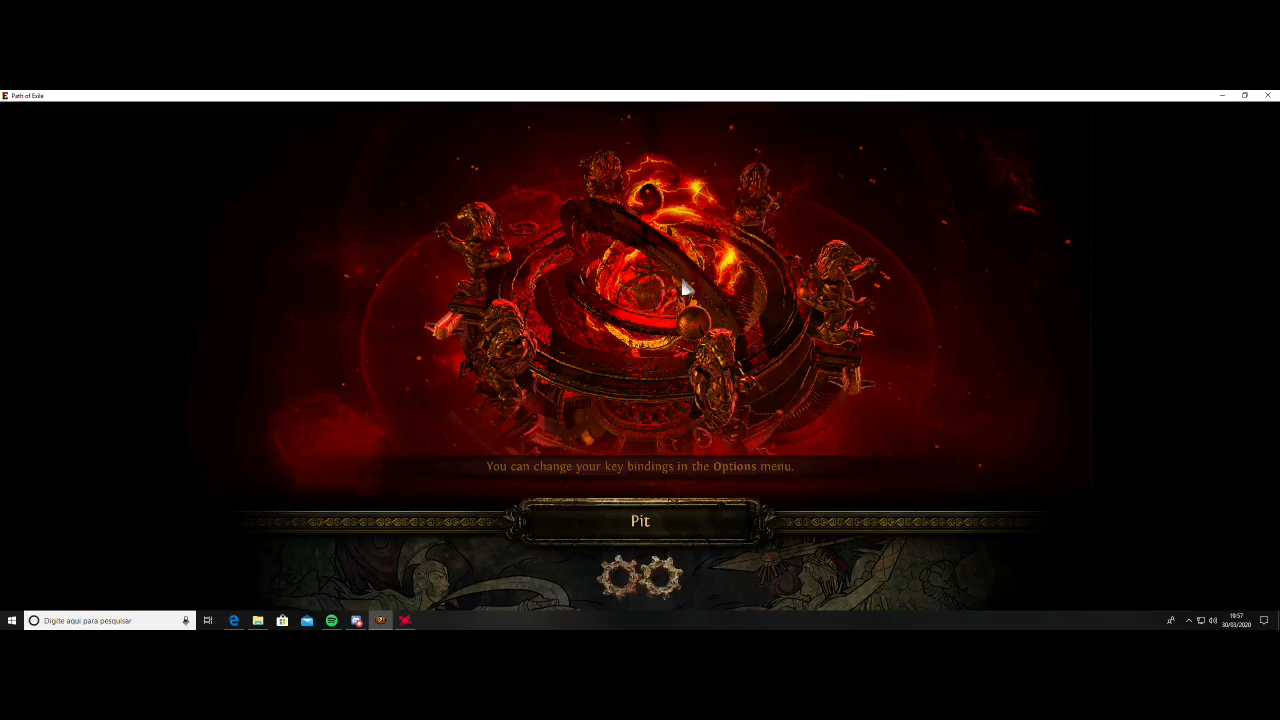 Path of Exile
You can change your key bindings in the Options menu.
Pit
Digite aqui para pesquisar
19:57
30/03/2020